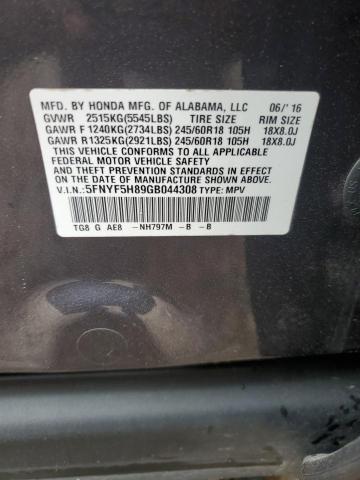 MFD. BY HONDA MFG. OF ALABAMA, LLC 06/'16
GVWR 2515KG(5545LBS) TIRE SIZE RIM SIZE
GAWR F 1240KG(2734LBS) 245/60R18 105H 18X8.0J
GAWR R1325KG(2921LBS) 245/60R18 105H 18X8.0J
THIS VEHICLE CONFORMS TO ALL APPLICABLE
FEDERAL MOTOR VEHICLE SAFETY STANDARDS IN
EFFECT ON THE DATE OF MANUFACTURE SHOWN ABOVE.
V.I.N:5FNYF5H89GB044308 TYPE: MPV
TG8 G AE8 -NH797M -B -B